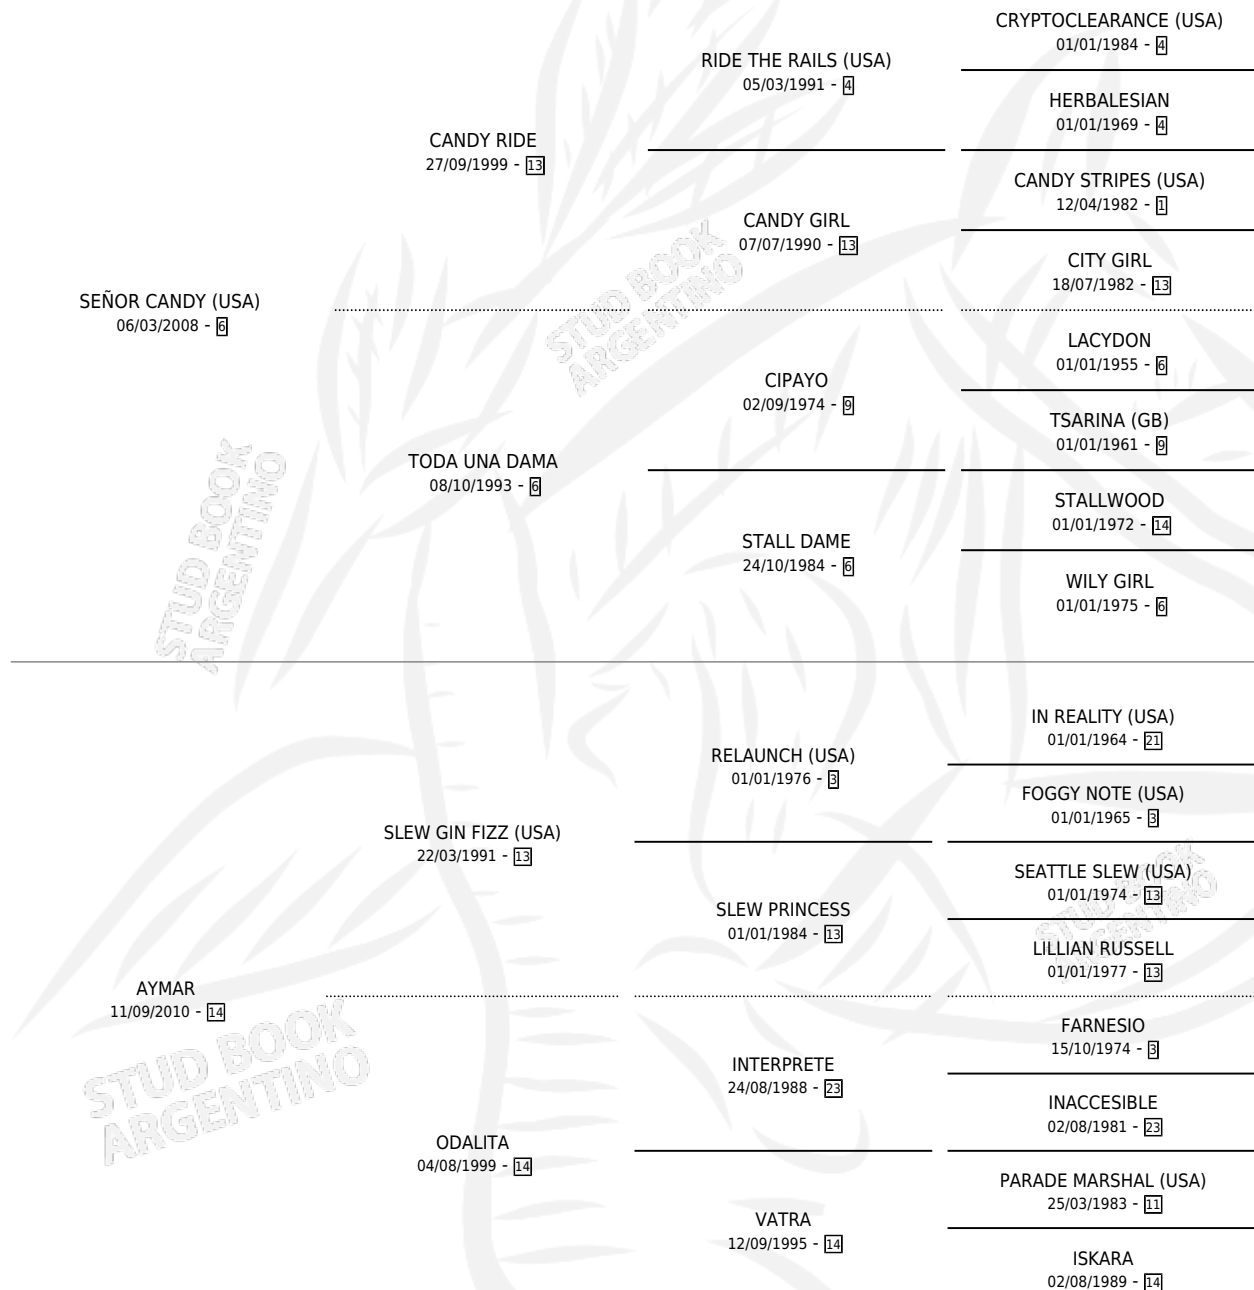 CRYPTOCLEARANCE (USA)
01/01/1984 - 4
RIDE THE RAILS (USA)
05/03/1991 - 4
HERBALESIAN
01/01/1969 - 4
CANDY RIDE
27/09/1999 - 13
CANDY STRIPES (USA)
12/04/1982 - 1
CANDY GIRL
07/07/1990 - 13
CITY GIRL
18/07/1982 - 13
SEÑOR CANDY (USA)
06/03/2008 - 6
LACYDON
01/01/1955 - 6
CIPAYO
02/09/1974 - 9
TSARINA (GB)
01/01/1961 - 9
TODA UNA DAMA
08/10/1993 - 6
STALLWOOD
01/01/1972 - 14
STALL DAME
24/10/1984 - 6
WILY GIRL
01/01/1975 - 6
STUD BOOK
ARGENTINO
STUD BOOK
ARGENTINO
IN REALITY (USA)
01/01/1964 - 21
RELAUNCH (USA)
01/01/1976 - 3
FOGGY NOTE (USA)
01/01/1965 - 3
SLEW GIN FIZZ (USA)
22/03/1991 - 13
SEATTLE SLEW (USA)
01/01/1974 - 13
SLEW PRINCESS
01/01/1984 - 13
LILLIAN RUSSELL
01/01/1977 - 13
STUD BOOK
ARGENTINO
AYMAR
11/09/2010 - 14
FARNESIO
15/10/1974 - 3
INTERPRETE
24/08/1988 - 23
INACCESIBLE
02/08/1981 - 23
STUD BOOK
ARGENTINO
ODALITA
04/08/1999 - 14
PARADE MARSHAL (USA)
25/03/1983 - 11
VATRA
12/09/1995 - 14
ISKARA
02/08/1989 - 14